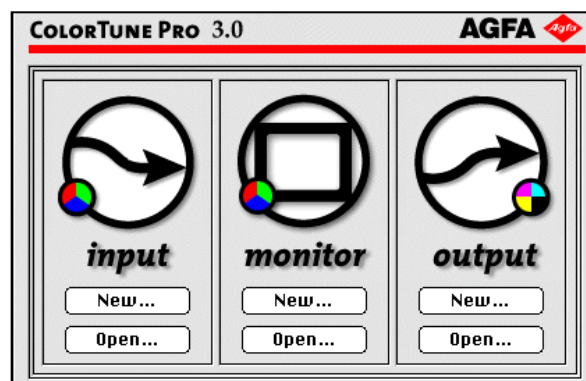 COLORTUNE PRO 3.0 AGFA Agfa
input monitor output
New... New... New...
Open... Open... Open...